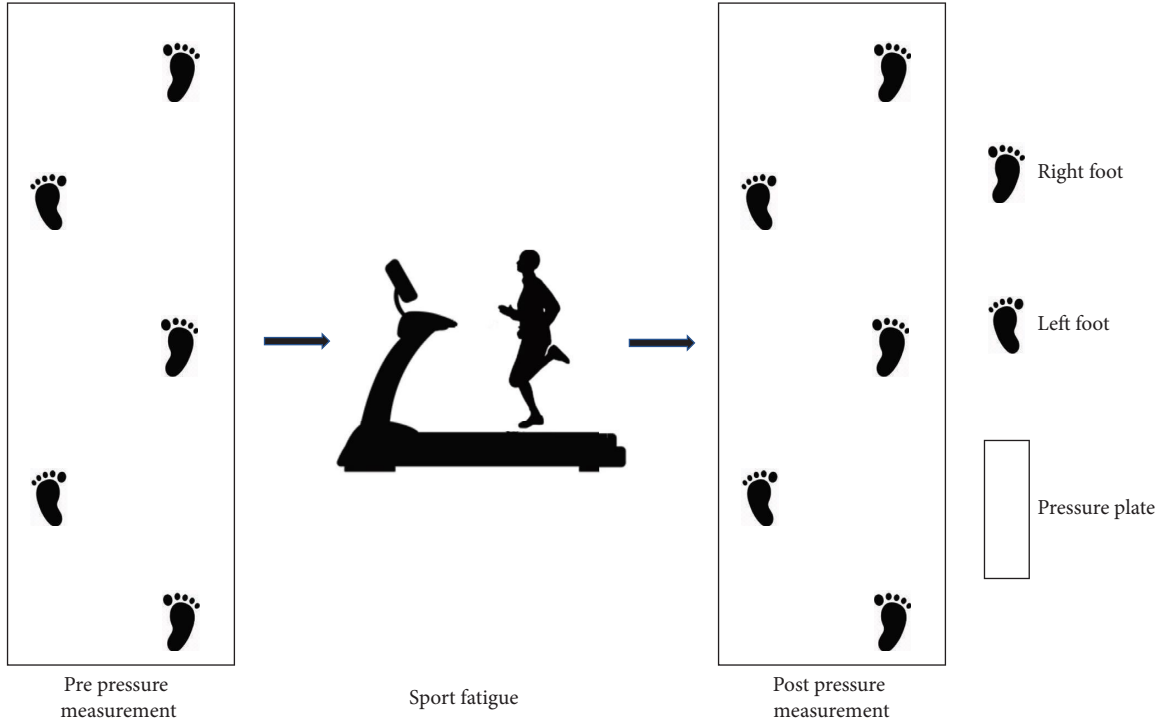 Right foot
Left foot
Pressure plate
Pre pressure
measurement
Sport fatigue
Post pressure
measurement